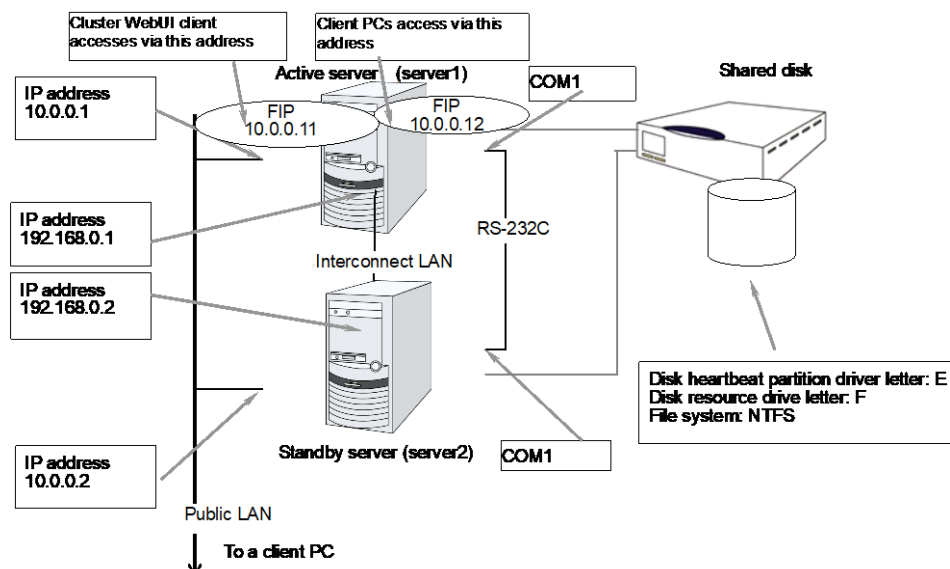 Cluster WebUI client
accesses via this address
Client PCs access via this
address
Active server (server1)
COM1
Shared disk
IP address
10.0.0.1
FIP
10.0.0.11
FIP
10.0.0.12
IP address
192.168.0.1
RS-232C
Interconnect LAN
IP address
192.168.0.2
Disk heartbeat partition driver letter: E
Disk resource drive letter: F
File system: NTFS
Standby server (server2)
COM1
IP address
10.0.0.2
Public LAN
To a client PC